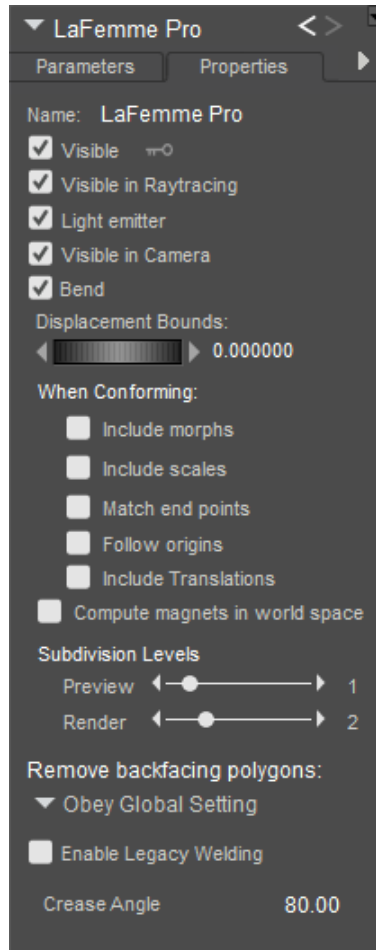 LaFemme Pro
Parameters Properties
Name: LaFemme Pro
Visible
Visible in Raytracing
Light emitter
Visible in Camera
Bend
Displacement Bounds:
0.000000
When Conforming:
Include morphs
Include scales
Match end points
Follow origins
Include Translations
Compute magnets in world space
Subdivision Levels
Preview 1
Render 2
Remove backfacing polygons:
Obey Global Setting
Enable Legacy Welding
Crease Angle 80.00